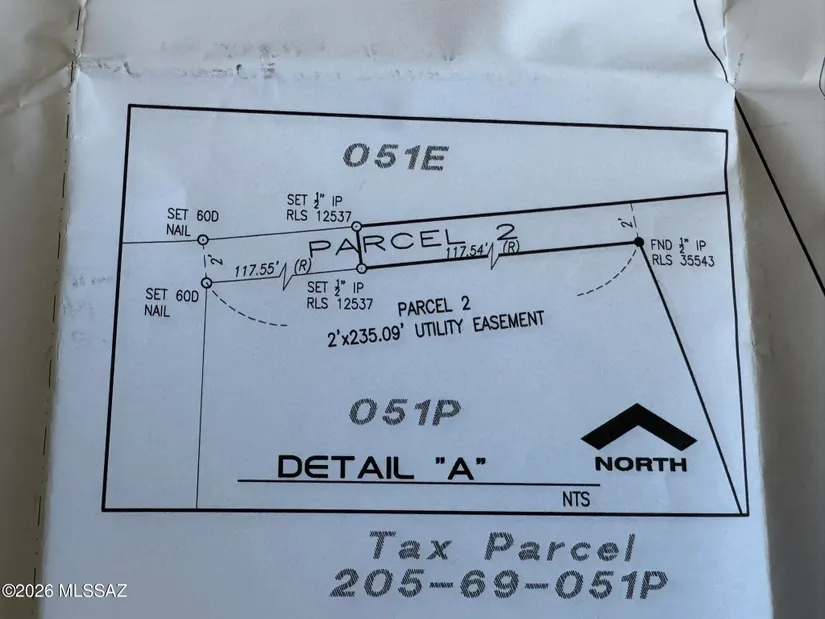 051E
SET ½" IP
RLS 12537
SET 60D
NAIL
PARCEL 2
2'
2'
117.55' (R)
117.54' (R)
FND ½" IP
RLS 35543
SET 60D
NAIL
SET ½" IP
RLS 12537
PARCEL 2
2'x235.09' UTILITY EASEMENT
051P
DETAIL "A"
NTS
NORTH
Tax Parcel
205-69-051P
©2026 MLSSAZ